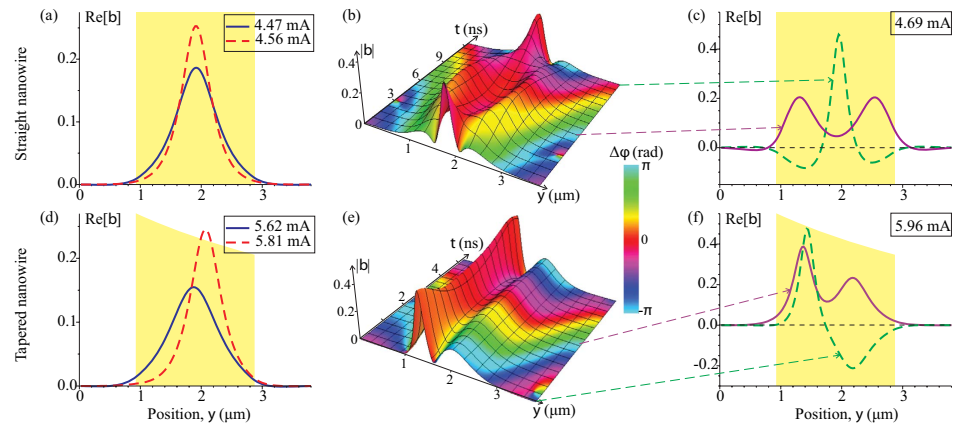 (a)
Re[b]
4.47 mA
4.56 mA
0.2
0.1
0.0
0
1
2
3
Straight nanowire
(b)
|b|
t (ns)
0.4
0.2
0
3
6
9
1
2
3
y (μm)
(c)
Re[b]
4.69 mA
0.4
0.2
0.0
0
1
2
3
Δφ (rad)
π
0
-π
(d)
Re[b]
5.62 mA
5.81 mA
0.2
0.1
0.0
0
1
2
3
Position, y (μm)
Tapered nanowire
(e)
|b|
t (ns)
0.4
0.2
0
2
4
1
2
3
y (μm)
(f)
Re[b]
5.96 mA
0.4
0.2
0.0
-0.2
0
1
2
3
Position, y (μm)